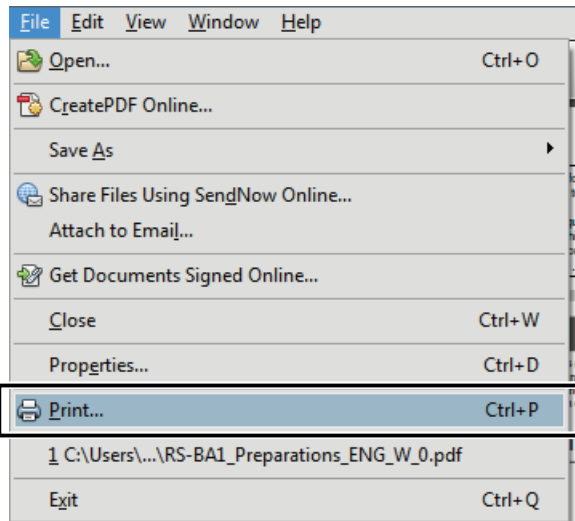 File Edit View Window Help
Open... Ctrl+O
CreatePDF Online...
Save As
Share Files Using SendNow Online...
Attach to Email...
Get Documents Signed Online...
Close Ctrl+W
Properties... Ctrl+D
Print... Ctrl+P
1 C:\Users\...\RS-BA1_Preparations_ENG_W_0.pdf
Exit Ctrl+Q